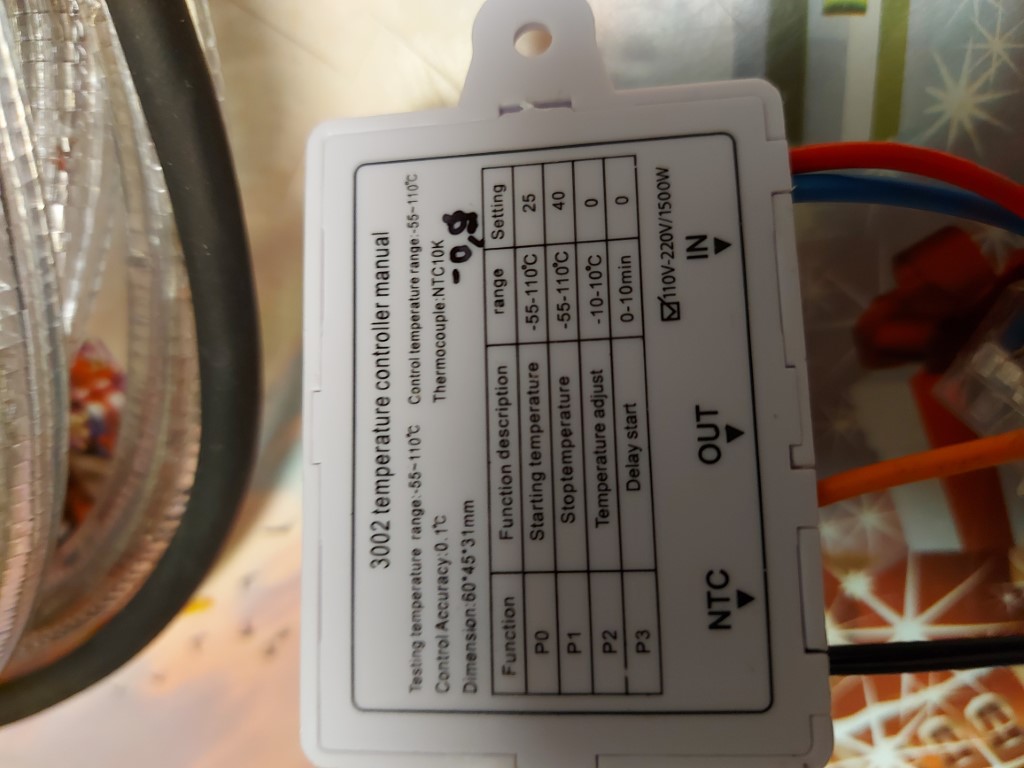 3002 temperature controller manual
Testing temperature range:-55~110℃ Control temperature range:-55~110℃
Control Accuracy:0.1℃ Thermocouple:NTC10K
Dimension:60*45*31mm -0,9
Function Function description range Setting
P0 Starting temperature -55-110℃ 25
P1 Stoptemperature -55-110℃ 40
P2 Temperature adjust -10-10℃ 0
P3 Delay start 0-10min 0
☑110V-220V/1500W
NTC OUT IN
▼ ▼ ▼